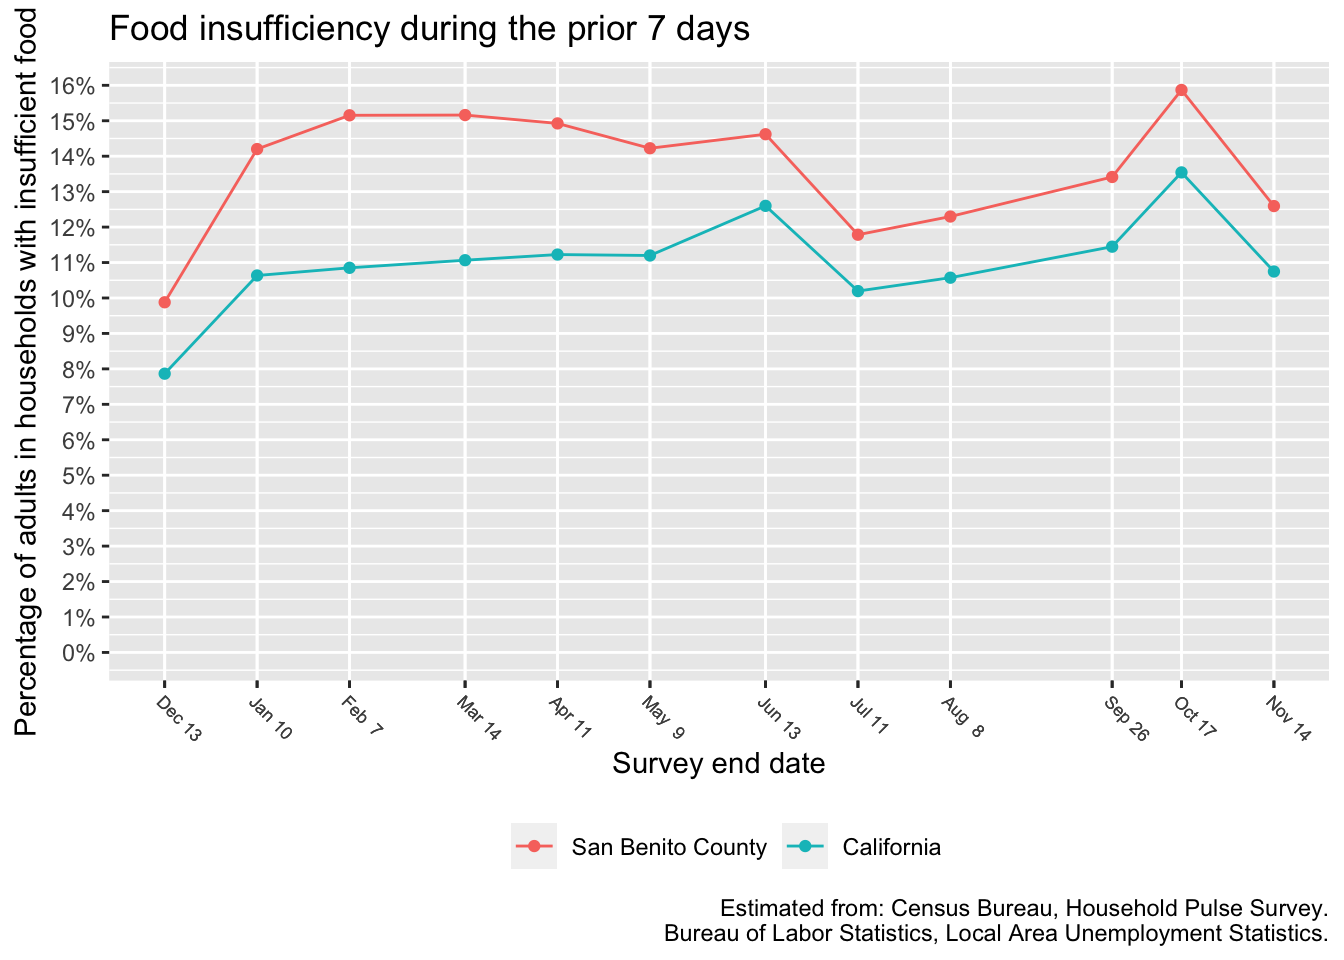 Food insufficiency during the prior 7 days
Percentage of adults in households with insufficient food
16%
15%
14%
13%
12%
11%
10%
9%
8%
7%
6%
5%
4%
3%
2%
1%
0%
Dec 13
Jan 10
Feb 7
Mar 14
Apr 11
May 9
Jun 13
Jul 11
Aug 8
Sep 26
Oct 17
Nov 14
Survey end date
San Benito County
California
Estimated from: Census Bureau, Household Pulse Survey.
Bureau of Labor Statistics, Local Area Unemployment Statistics.